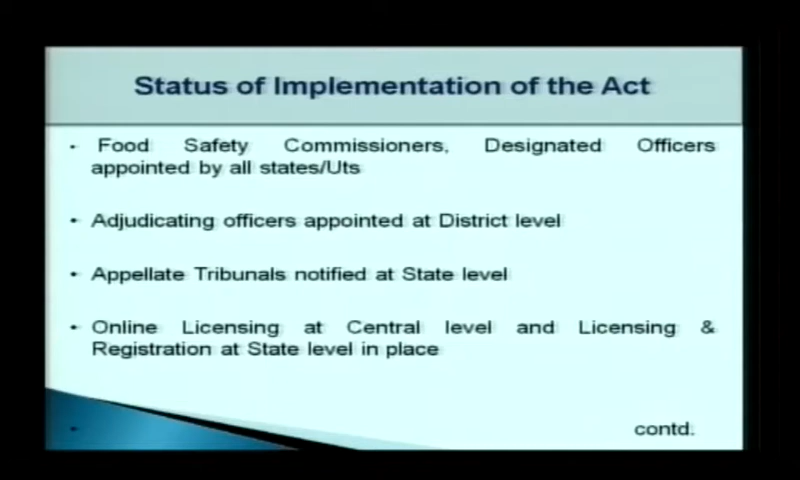 Status of Implementation of the Act
• Food Safety Commissioners, Designated Officers
appointed by all states/Uts
• Adjudicating officers appointed at District level
• Appellate Tribunals notified at State level
• Online Licensing at Central level and Licensing &
Registration at State level in place
• contd.